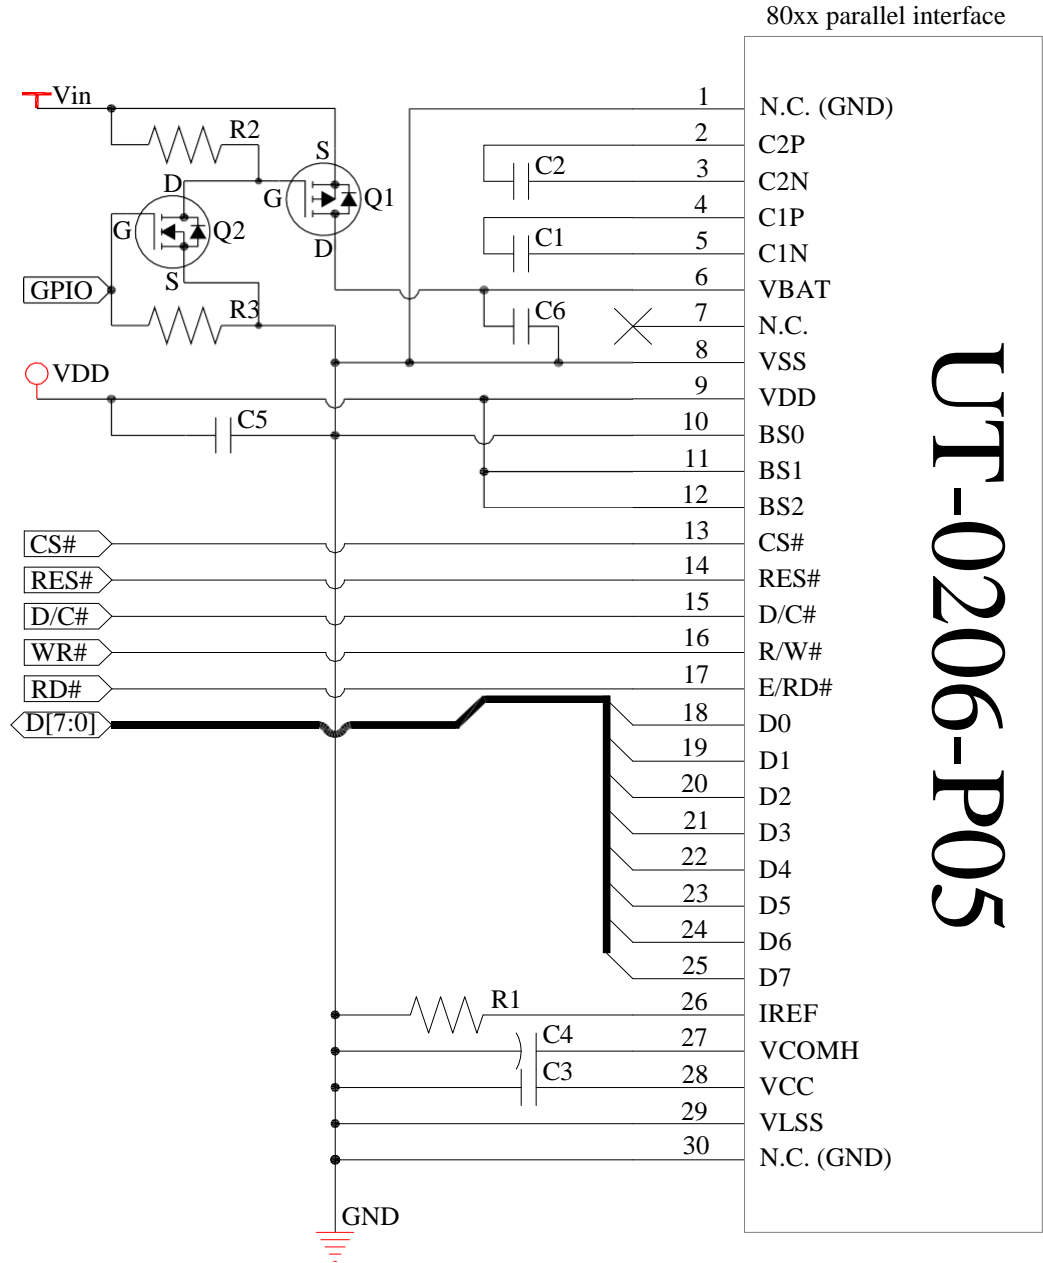 80xx parallel interface
Vin
R2
S
D
G
Q1
G
Q2
D
S
GPIO
R3
VDD
C5
C2
C1
C6
1 N.C. (GND)
2 C2P
3 C2N
4 C1P
5 C1N
6 VBAT
7 N.C.
8 VSS
9 VDD
10 BS0
11 BS1
12 BS2
CS# 13 CS#
RES# 14 RES#
D/C# 15 D/C#
WR# 16 R/W#
RD# 17 E/RD#
D[7:0] 18 D0
19 D1
20 D2
21 D3
22 D4
23 D5
24 D6
25 D7
R1 26 IREF
C4 27 VCOMH
C3 28 VCC
29 VLSS
30 N.C. (GND)
GND
UT-0206-P05